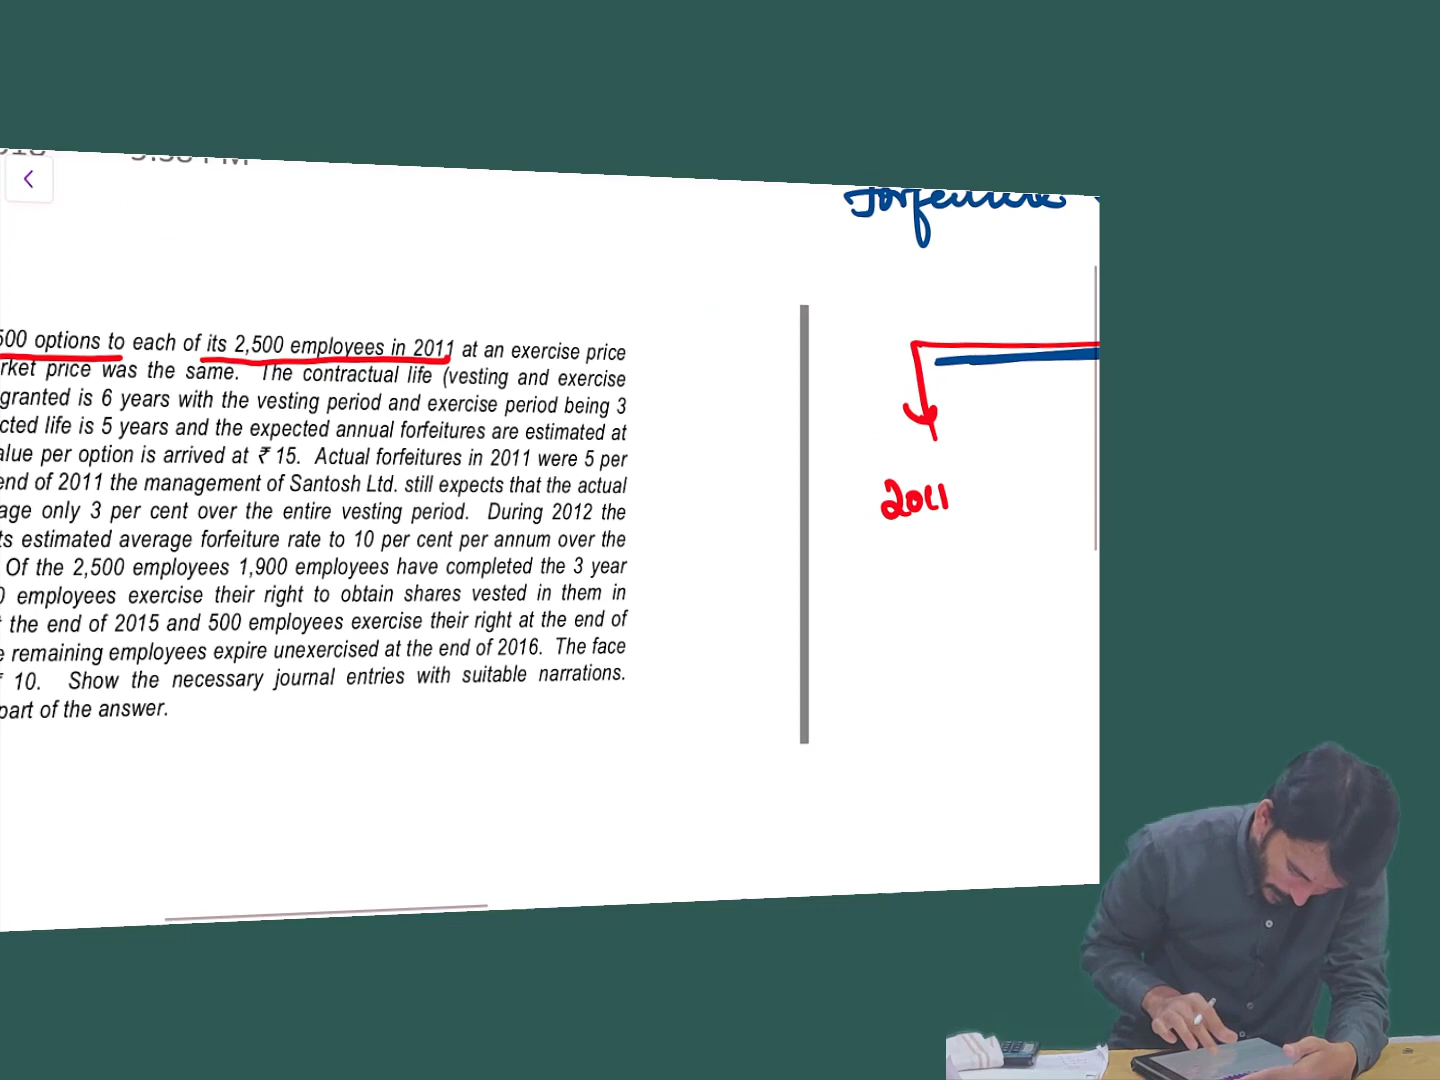 Forfeiture
500 options to each of its 2,500 employees in 2011 at an exercise price
rket price was the same. The contractual life (vesting and exercise
granted is 6 years with the vesting period and exercise period being 3
cted life is 5 years and the expected annual forfeitures are estimated at
alue per option is arrived at ₹ 15. Actual forfeitures in 2011 were 5 per
end of 2011 the management of Santosh Ltd. still expects that the actual
age only 3 per cent over the entire vesting period. During 2012 the
ts estimated average forfeiture rate to 10 per cent per annum over the
Of the 2,500 employees 1,900 employees have completed the 3 year
0 employees exercise their right to obtain shares vested in them in
the end of 2015 and 500 employees exercise their right at the end of
e remaining employees expire unexercised at the end of 2016. The face
10. Show the necessary journal entries with suitable narrations.
part of the answer.
2011